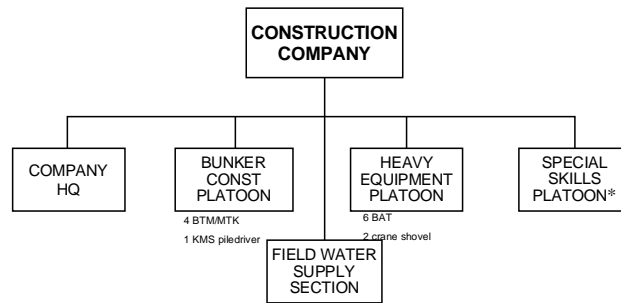 CONSTRUCTION
COMPANY
COMPANY
HQ
BUNKER
CONST
PLATOON
4 BTM/MTK
1 KMS piledriver
HEAVY
EQUIPMENT
PLATOON
6 BAT
2 crane shovel
SPECIAL
SKILLS
PLATOON*
FIELD WATER
SUPPLY
SECTION